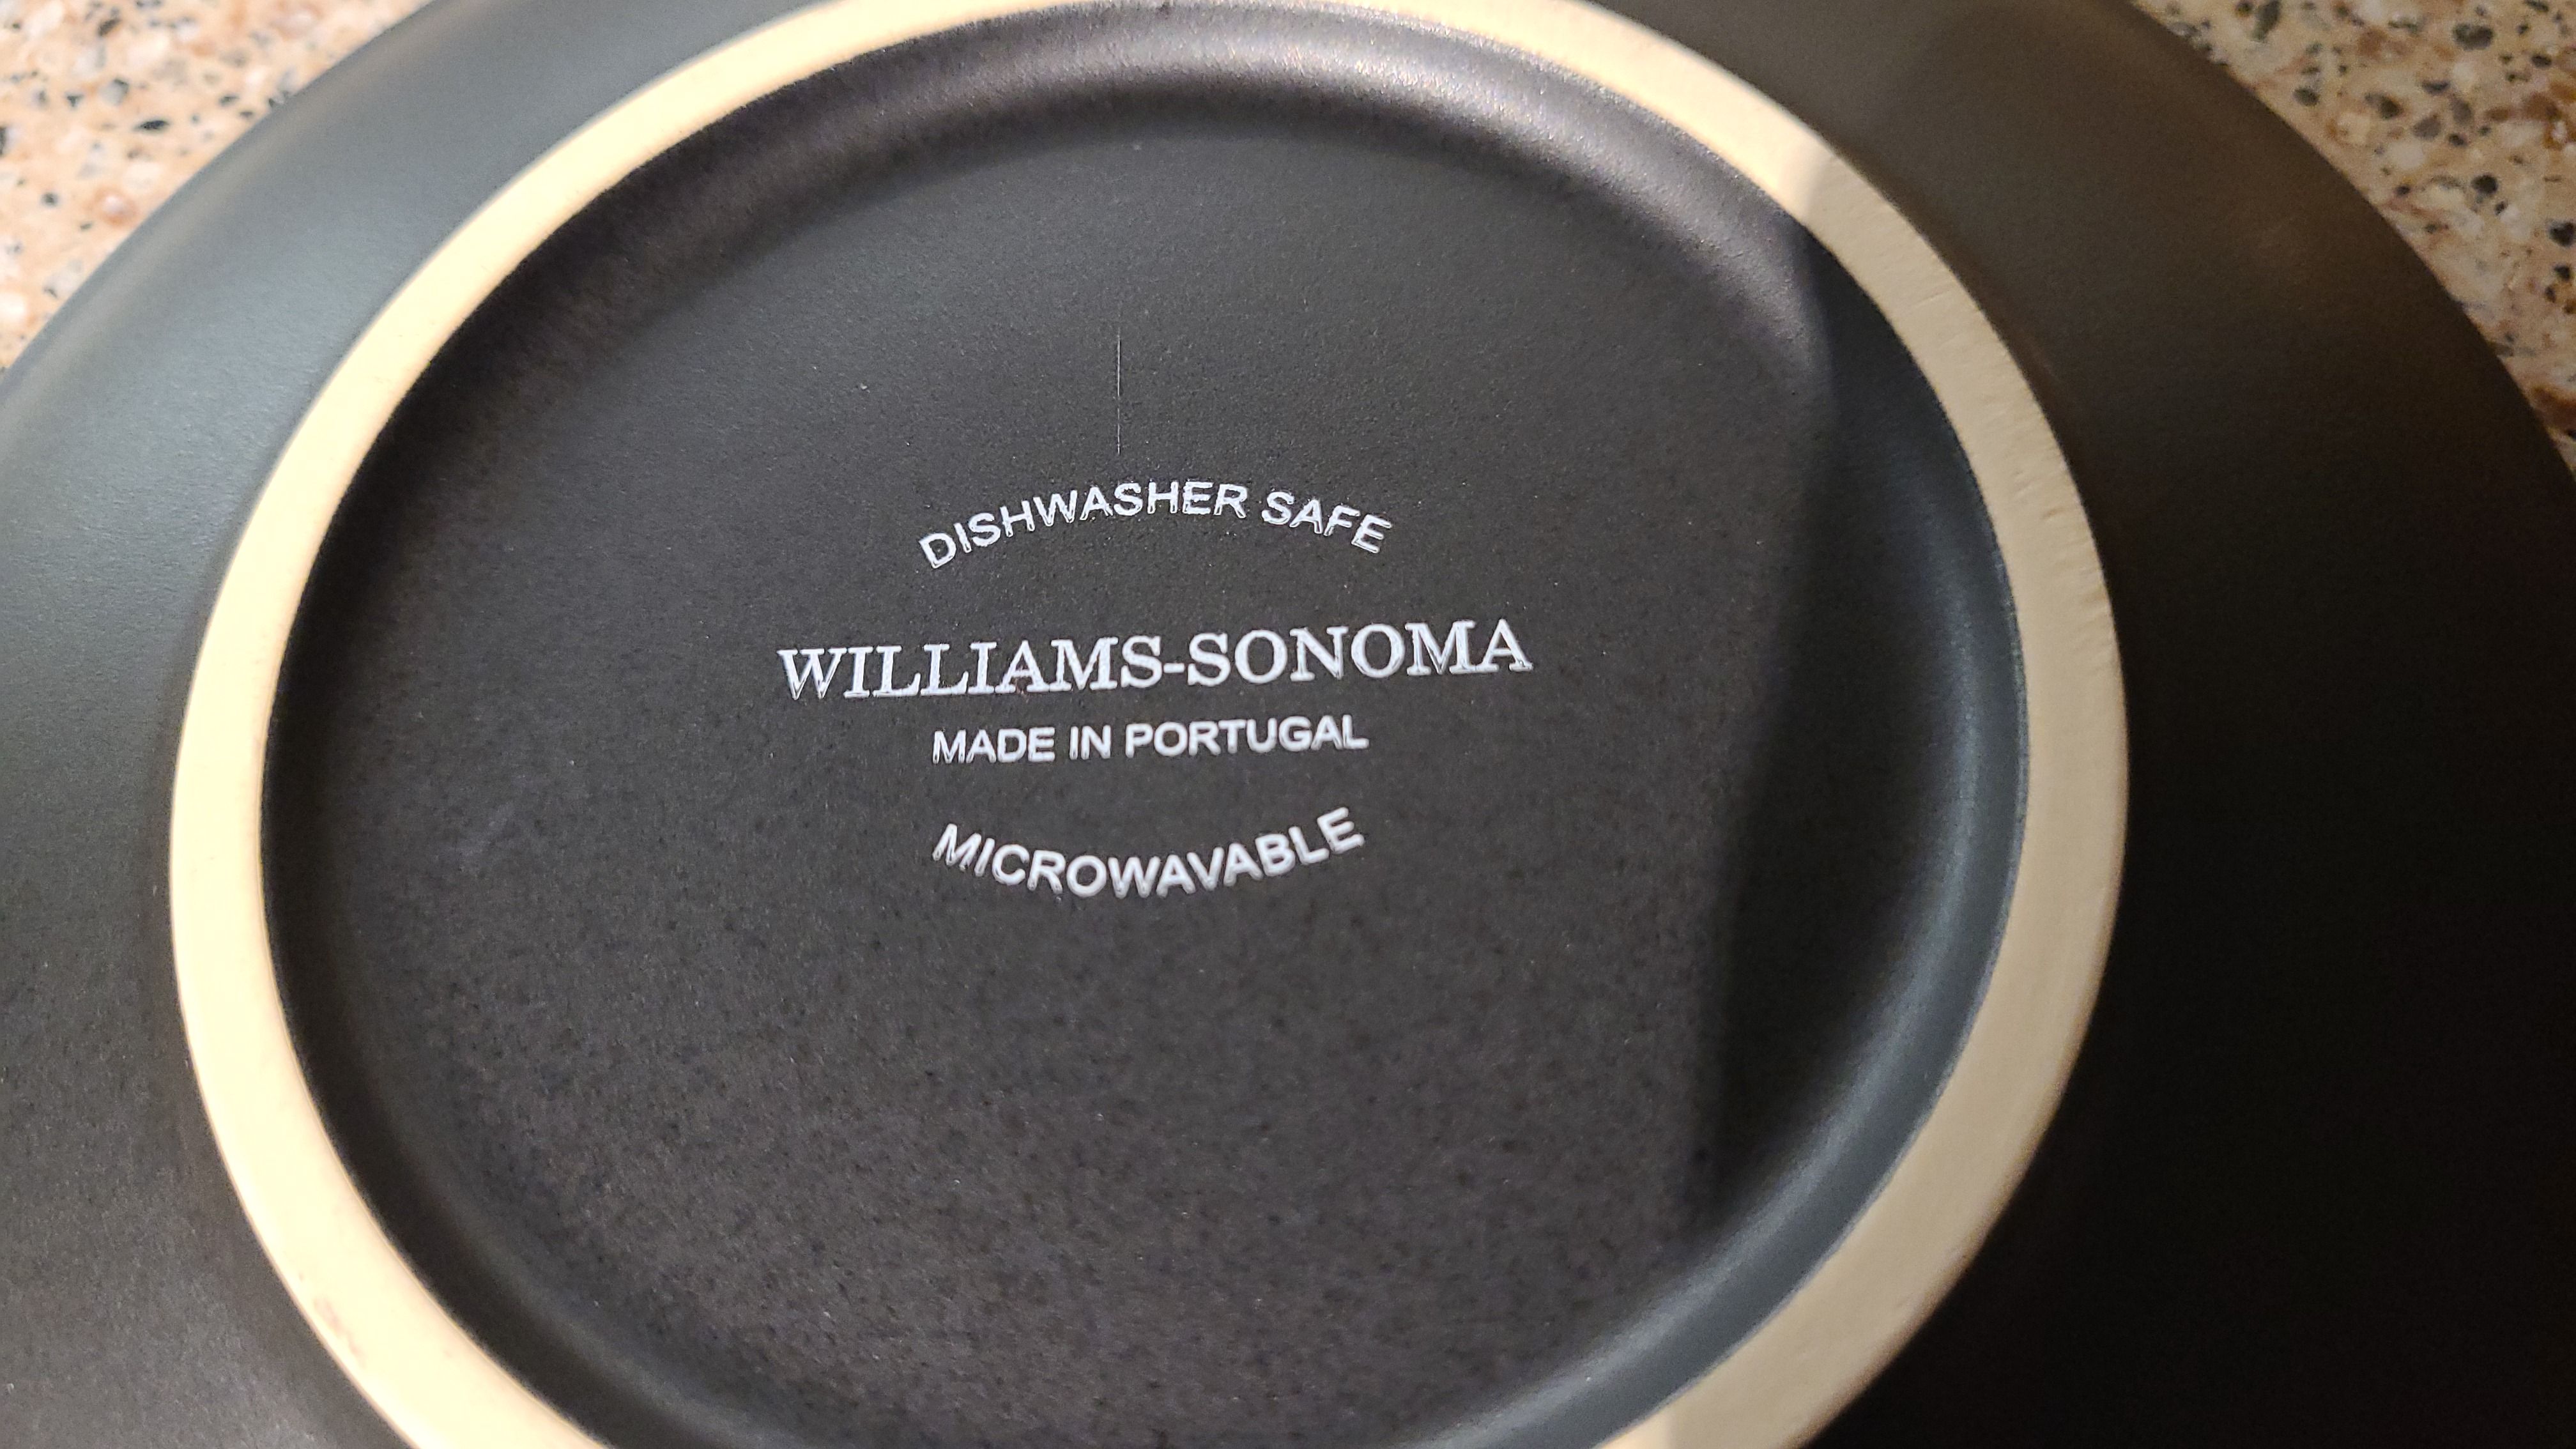 DISHWASHER SAFE
WILLIAMS-SONOMA
MADE IN PORTUGAL
MICROWAVABLE